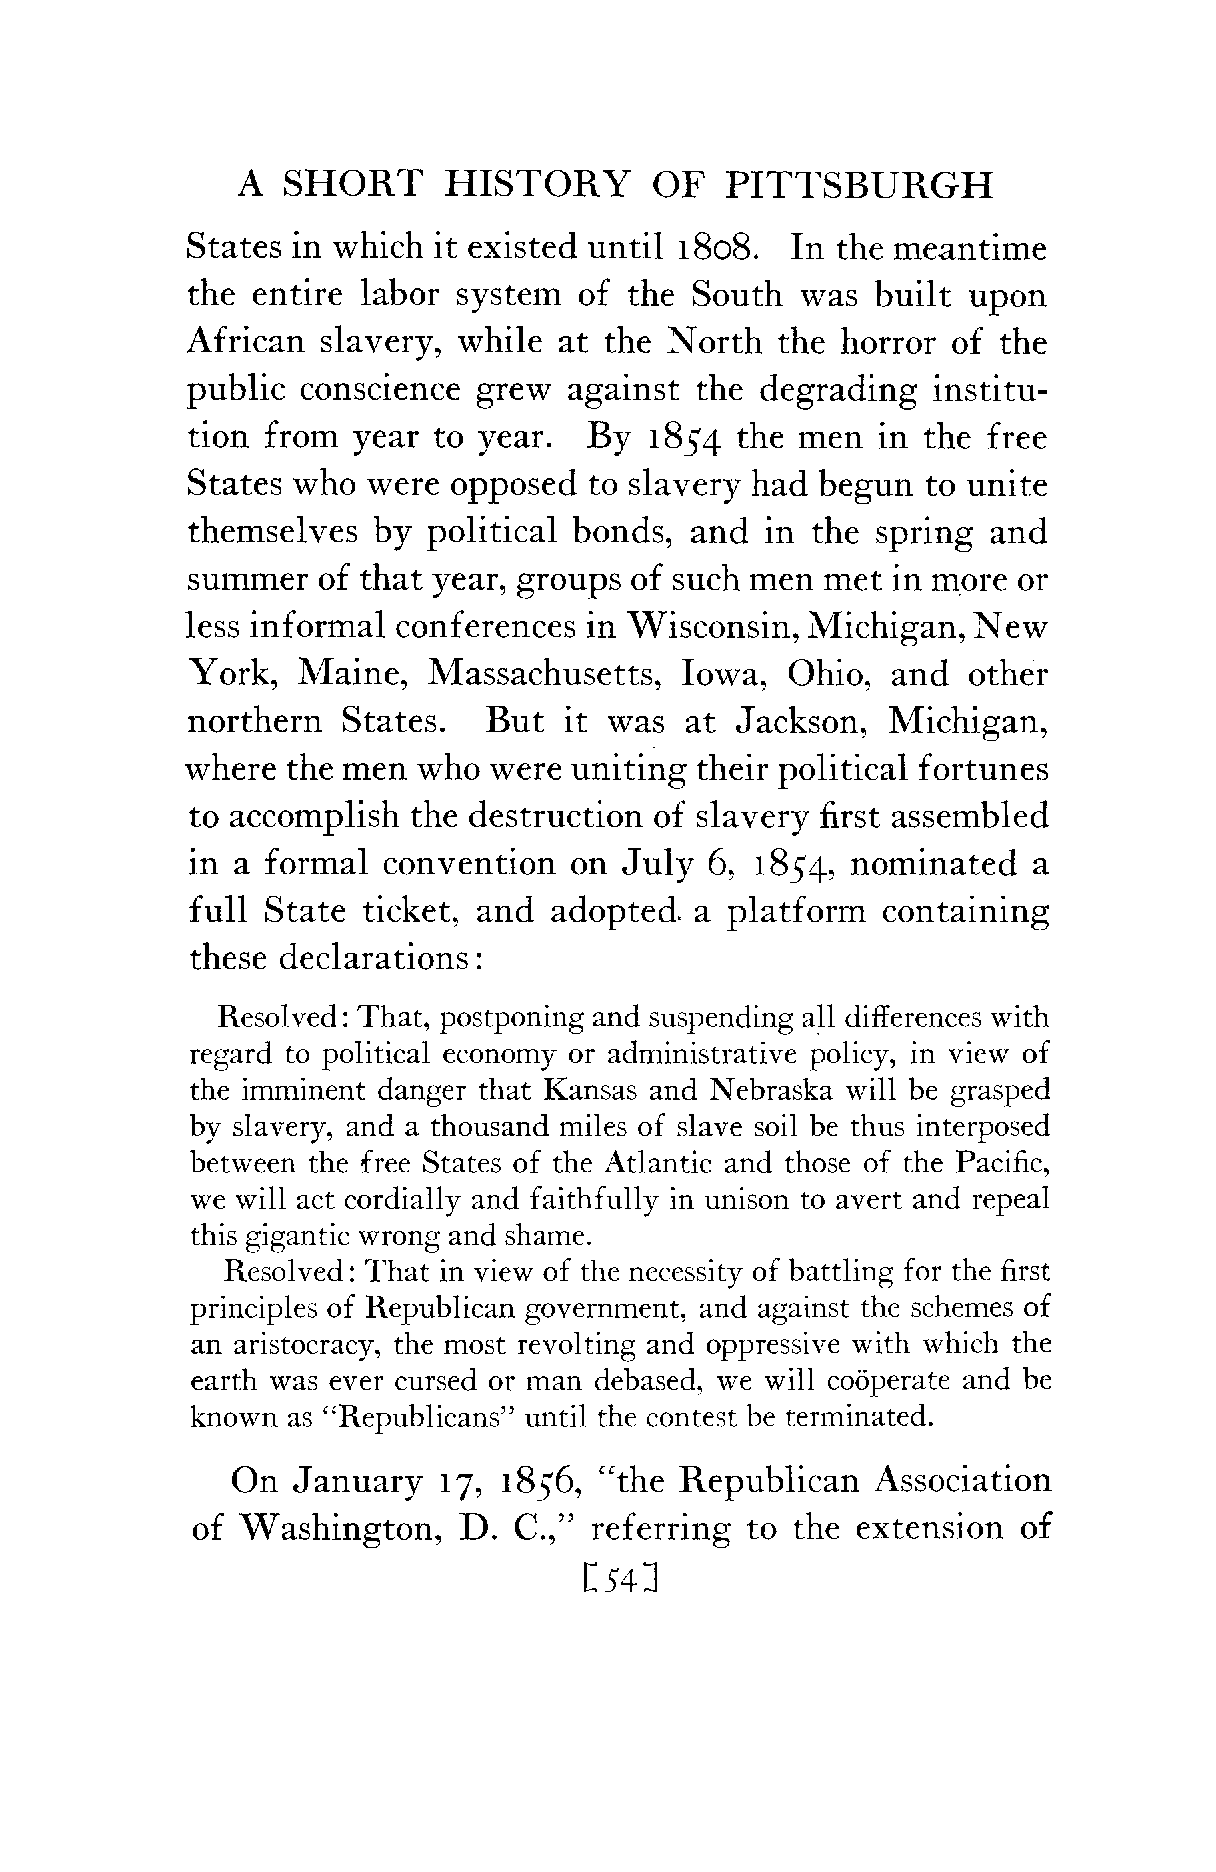 A SHORT HISTORY OF PITTSBURGH
States in which it existed until 1808. In the meantime
the entire labor system of the South was built upon
African slavery, while at the North the horror of the
public conscience grew against the degrading institu-
tion from year to year. By 1854 the men in the free
States who were opposed to slavery had begun to unite
themselves by political bonds, and in the spring and
summer of that year, groups of such men met in more or
less informal conferences in Wisconsin, Michigan, New
York, Maine, Massachusetts, Iowa, Ohio, and other
northern States. But it was at Jackson, Michigan,
where the men who were uniting their political fortunes
to accomplish the destruction of slavery first assembled
in a formal convention on July 6, 1854, nominated a
full State ticket, and adopted a platform containing
these declarations:
Resolved: That, postponing and suspending all differences with
regard to political economy or administrative policy, in view of
the imminent danger that Kansas and Nebraska will be grasped
by slavery, and a thousand miles of slave soil be thus interposed
between the free States of the Atlantic and those of the Pacific,
we will act cordially and faithfully in unison to avert and repeal
this gigantic wrong and shame.
Resolved: That in view of the necessity of battling for the first
principles of Republican government, and against the schemes of
an aristocracy, the most revolting and oppressive with which the
earth was ever cursed or man debased, we will coöperate and be
known as “Republicans” until the contest be terminated.
On January 17, 1856, “the Republican Association
of Washington, D. C.,” referring to the extension of
[54]